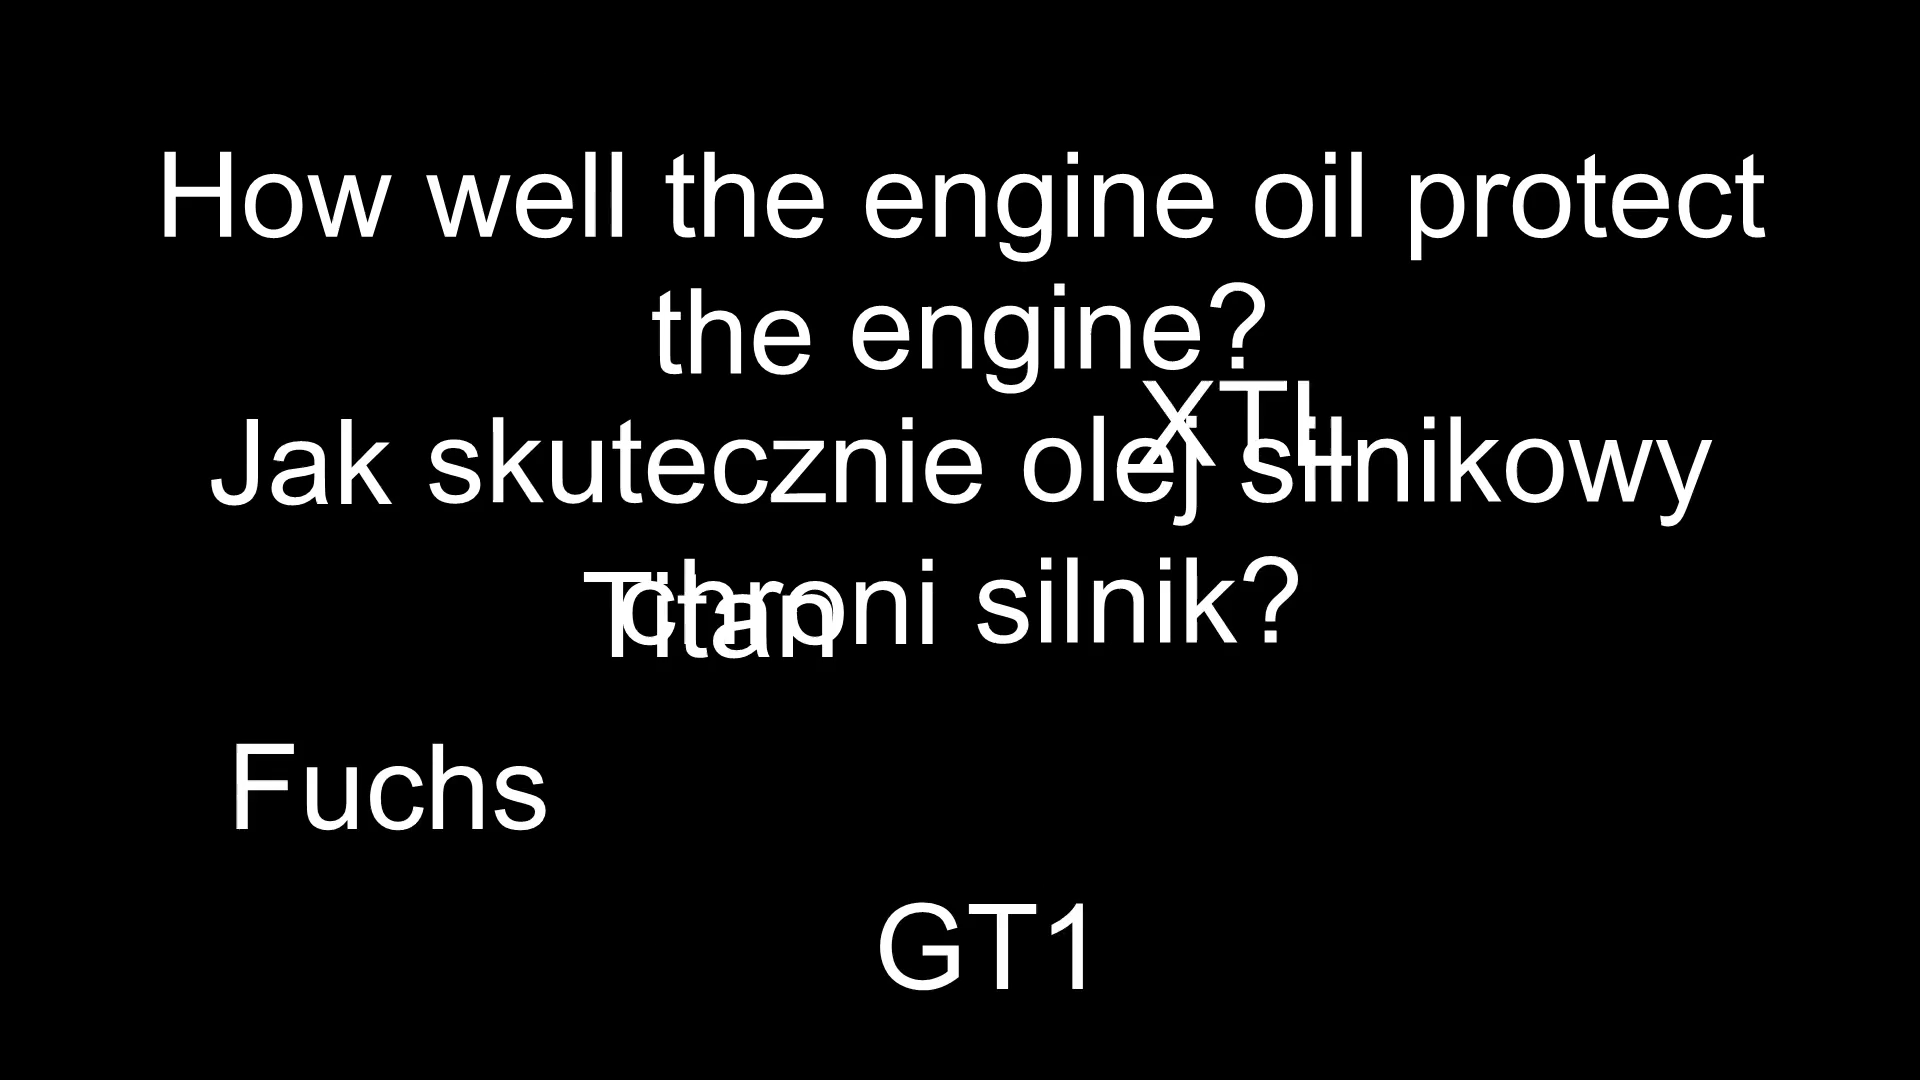 How well the engine oil protect
the engine?
XTL
Jak skutecznie olej silnikowy
chroni silnik?
Titan
Fuchs
GT1